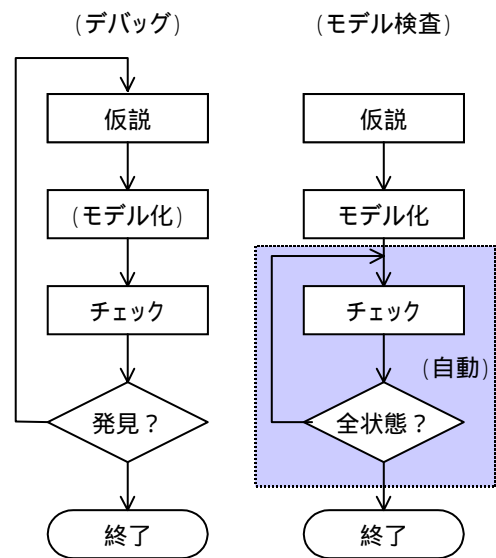 (デバッグ)
仮説
(モデル化)
チェック
発見？
終了
(モデル検査)
仮説
モデル化
チェック
(自動)
全状態？
終了